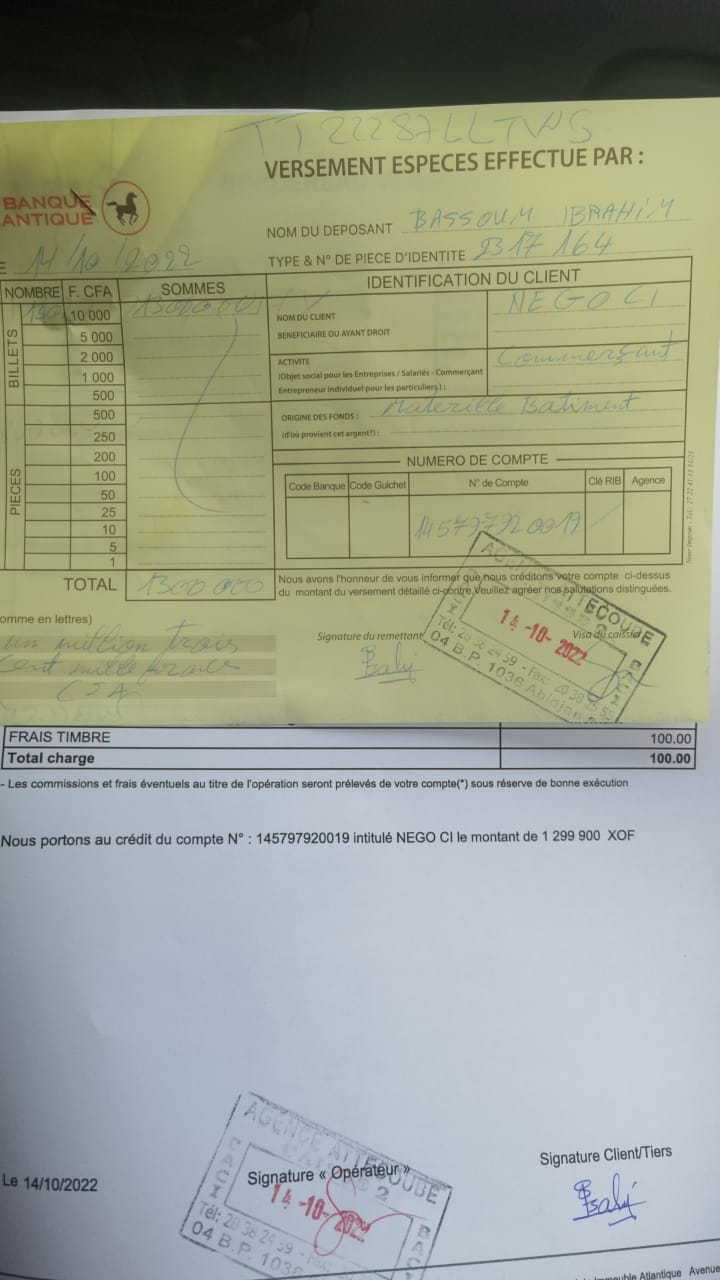 TT22287LLTWS
VERSEMENT ESPECES EFFECTUE PAR :
BANQUE
ANTIQUE
NOM DU DEPOSANT BASSOUM IBRAHIM
TYPE & N° DE PIECE D'IDENTITE 2317 164
E 14/10/2022
NOMBRE F. CFA SOMMES
IDENTIFICATION DU CLIENT
BILLETS
130 10 000 1300 000
5 000
2 000
1 000
500
NOM DU CLIENT NEGO CI
BENEFICIAIRE OU AYANT DROIT
ACTIVITE Commerçant
(Objet social pour les Entreprises / Salariés - Commerçant
Entrepreneur individuel pour les particuliers) :
ORIGINE DES FONDS : Materille Batiment
(d'où provient cet argent?) :
PIECES
500
250
200
100
50
25
10
5
1
NUMERO DE COMPTE
Code Banque Code Guichet N° de Compte Clé RIB Agence
TOTAL 1300 000
Nous avons l'honneur de vous informer que nous créditons votre compte ci-dessus
du montant du versement détaillé ci-contre Veuillez agréer nos salutations distinguées.
omme en lettres)
un million trois
cent mille francs
CFA
Signature du remettant
Visa du caissier
AGENCE ATTECOUBE
14-10-2022
Tél: 20 38 24 59 - Fax: 20 38
04 B.P. 1036 Abidjan
BACI
FRAIS TIMBRE 100.00
Total charge 100.00
- Les commissions et frais éventuels au titre de l'opération seront prélevés de votre compte(*) sous réserve de bonne exécution
Nous portons au crédit du compte N° : 145797920019 intitulé NEGO CI le montant de 1 299 900 XOF
Le 14/10/2022
Signature « Opérateur »
Signature Client/Tiers
AGENCE ATTECOUBE
2
14-10-2022
Tél: 20 38 24 59 -
04 B.P. 1036
BACI
Immeuble Atlantique Avenue